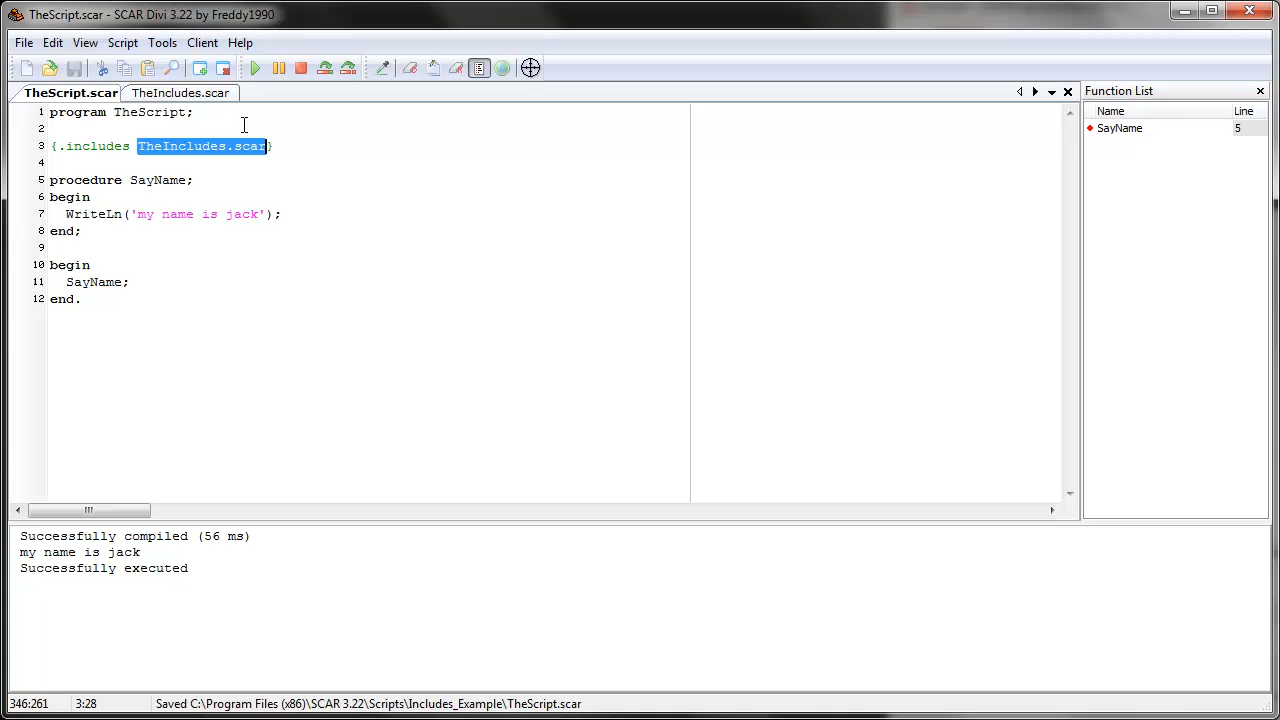 TheScript.scar - SCAR Divi 3.22 by Freddy1990
File Edit View Script Tools Client Help
TheScript.scar TheIncludes.scar
Function List
Name Line
SayName 5
1 program TheScript;
2
3 {.includes TheIncludes.scar}
4
5 procedure SayName;
6 begin
7 WriteLn('my name is jack');
8 end;
9
10 begin
11 SayName;
12 end.
Successfully compiled (56 ms)
my name is jack
Successfully executed
346:261 3:28 Saved C:\Program Files (x86)\SCAR 3.22\Scripts\Includes_Example\TheScript.scar